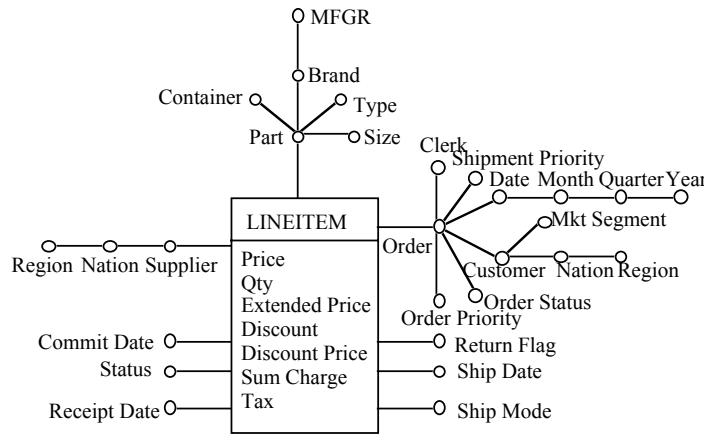 MFGR
Brand
Container
Type
Part
Size
Clerk
Shipment Priority
Date Month Quarter Year
LINEITEM
Mkt Segment
Order
Region Nation Supplier
Customer Nation Region
Price
Qty
Extended Price
Order Status
Order Priority
Discount
Commit Date
Return Flag
Discount Price
Status
Ship Date
Sum Charge
Tax
Receipt Date
Ship Mode